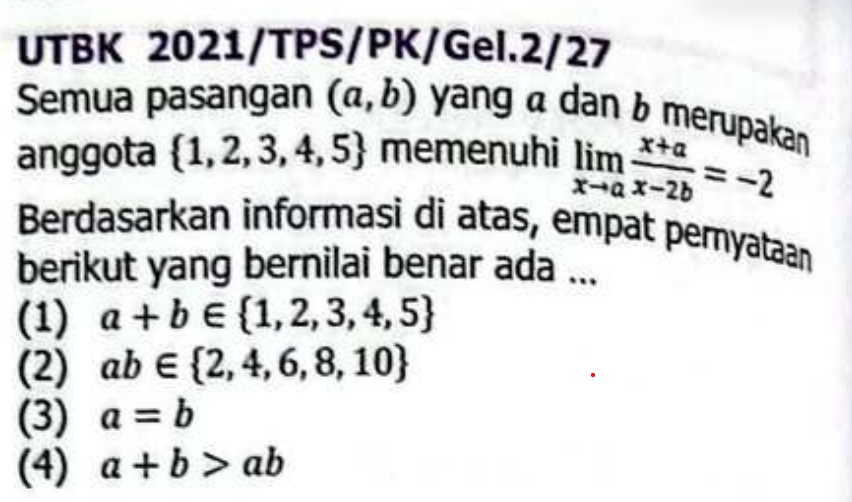 UTBK 2021/TPS/PK/Gel.2/27
Semua pasangan (a, b) yang a dan b merupakan
anggota {1, 2, 3, 4, 5} memenuhi lim x→a (x+a)/(x−2b) = −2
Berdasarkan informasi di atas, empat pernyataan
berikut yang bernilai benar ada ...
(1) a + b ∈ {1, 2, 3, 4, 5}
(2) ab ∈ {2, 4, 6, 8, 10}
(3) a = b
(4) a + b > ab